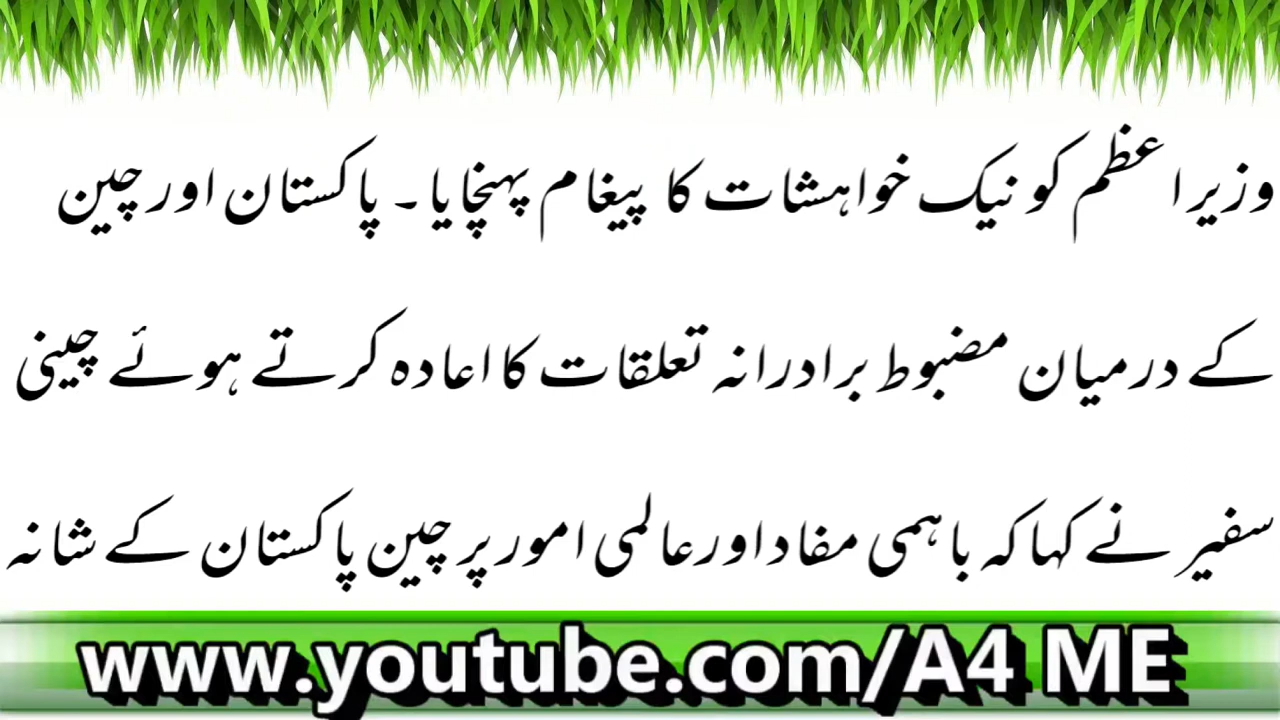 وزیراعظم کو نیک خواہشات کا پیغام پہنچایا۔ پاکستان اور چین
کے درمیان مضبوط برادرانہ تعلقات کا اعادہ کرتے ہوئے چینی
سفیر نے کہا کہ باہمی مفاد اور عالمی امور پر چین پاکستان کے شانہ
www.youtube.com/A4 ME